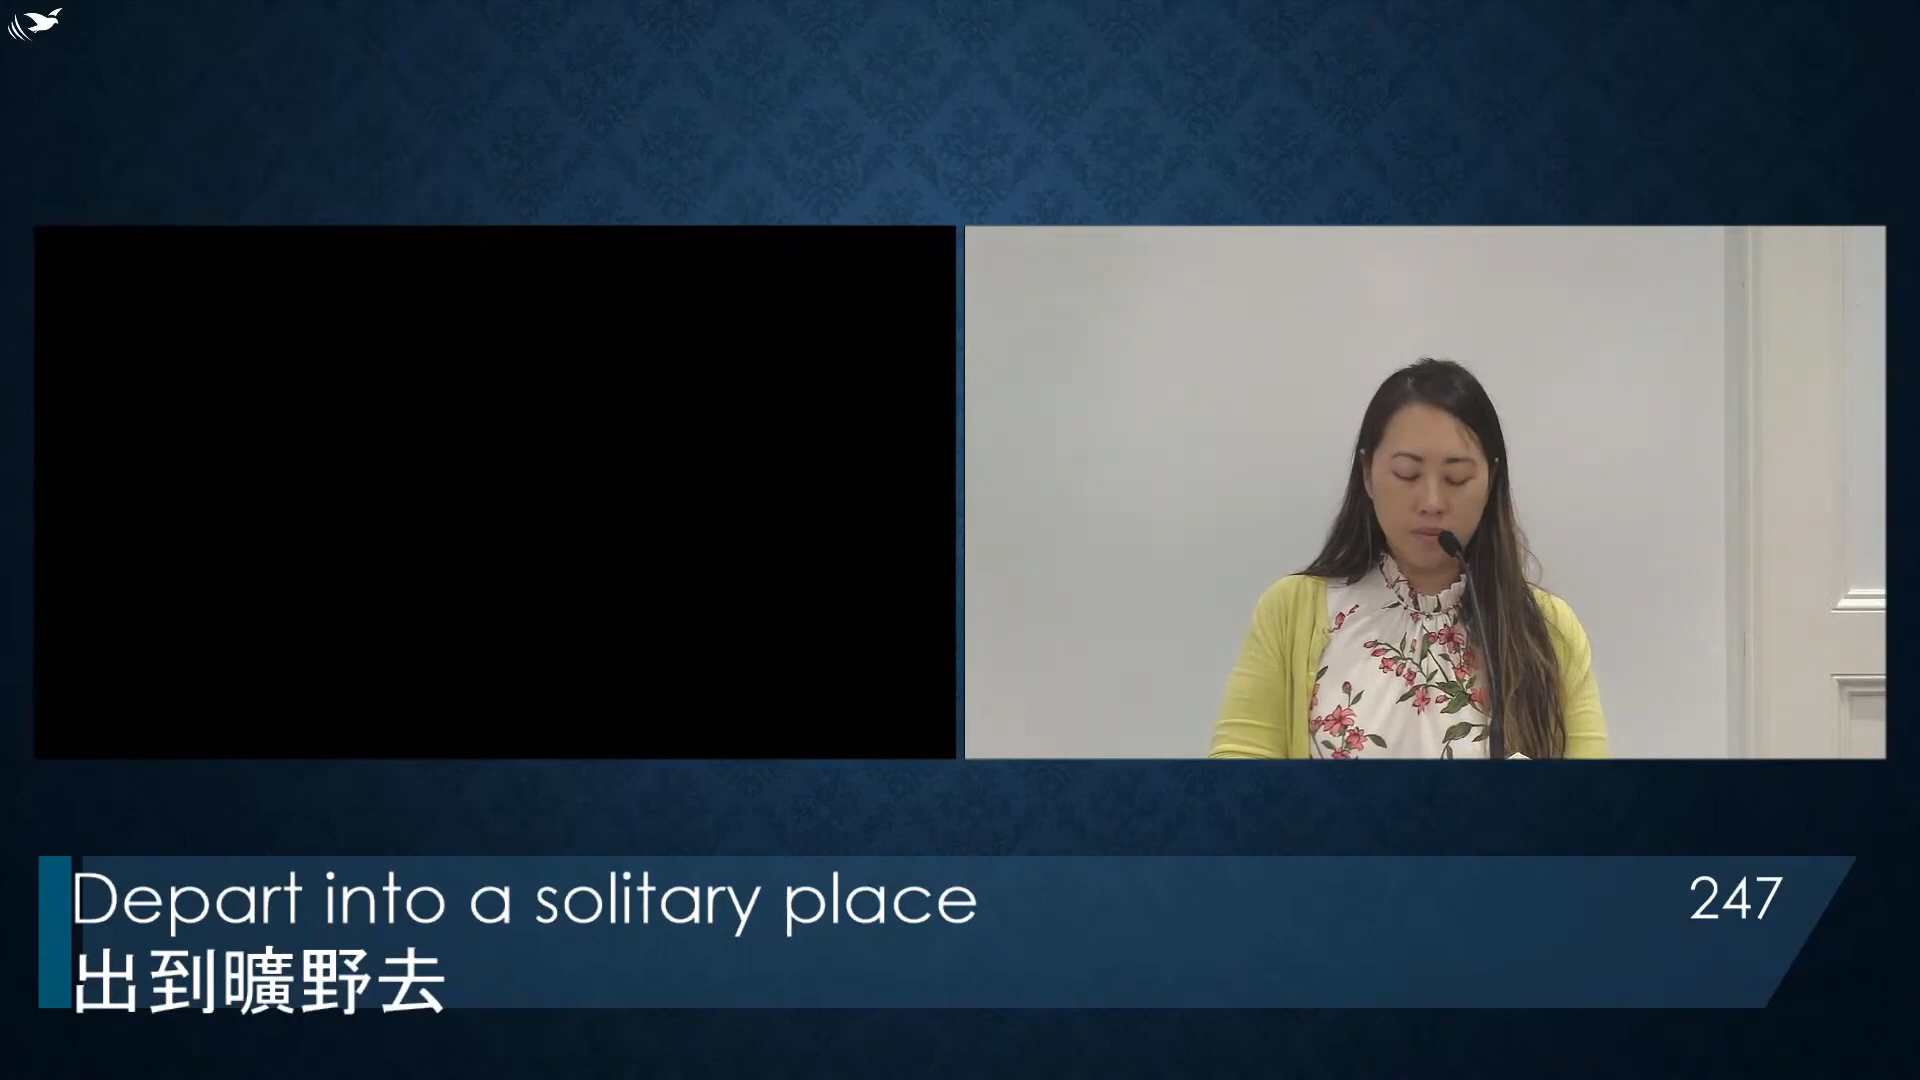 Depart into a solitary place
247
出到曠野去